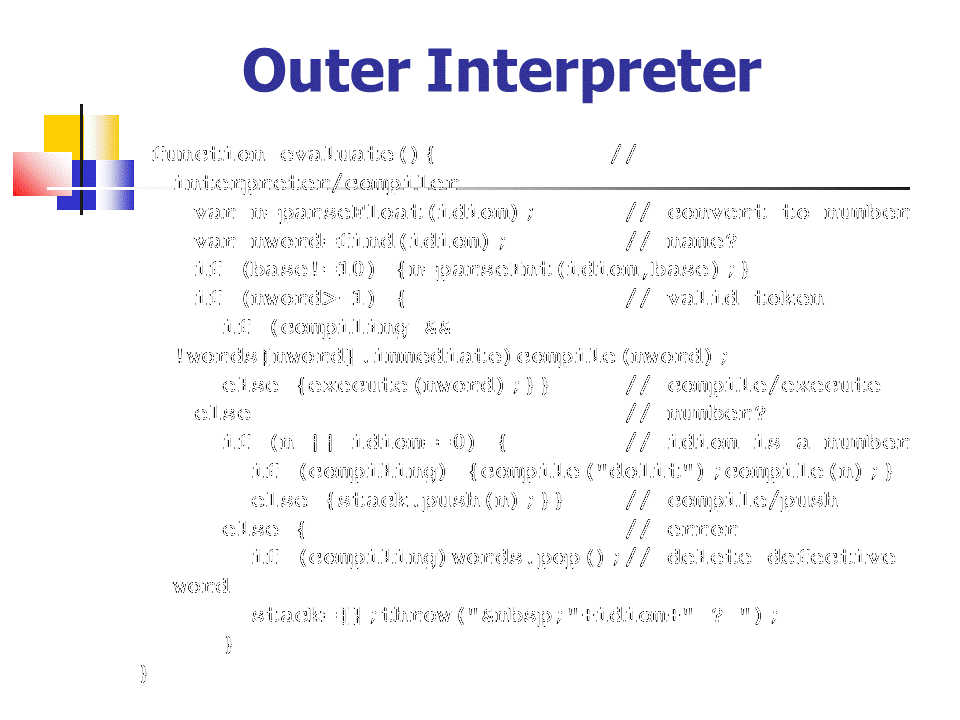 Outer Interpreter
function evaluate(){ //
interpreter/compiler
var n=parseFloat(idiom); // convert to number
var nword=find(idiom); // name?
if (base!=10) {n=parseInt(idiom,base);}
if (nword>-1) { // valid token
if (compiling &&
!words[nword].immediate)compile(nword);
else {execute(nword);}} // compile/execute
else // number?
if (n || idiom==0) { // idiom is a number
if (compiling) {compile("dolit");compile(n);}
else {stack.push(n);}} // compile/push
else { // error
if (compiling)words.pop();// delete defective
word
stack=[];throw("&nbsp;"+idiom+" ? ");
}
}